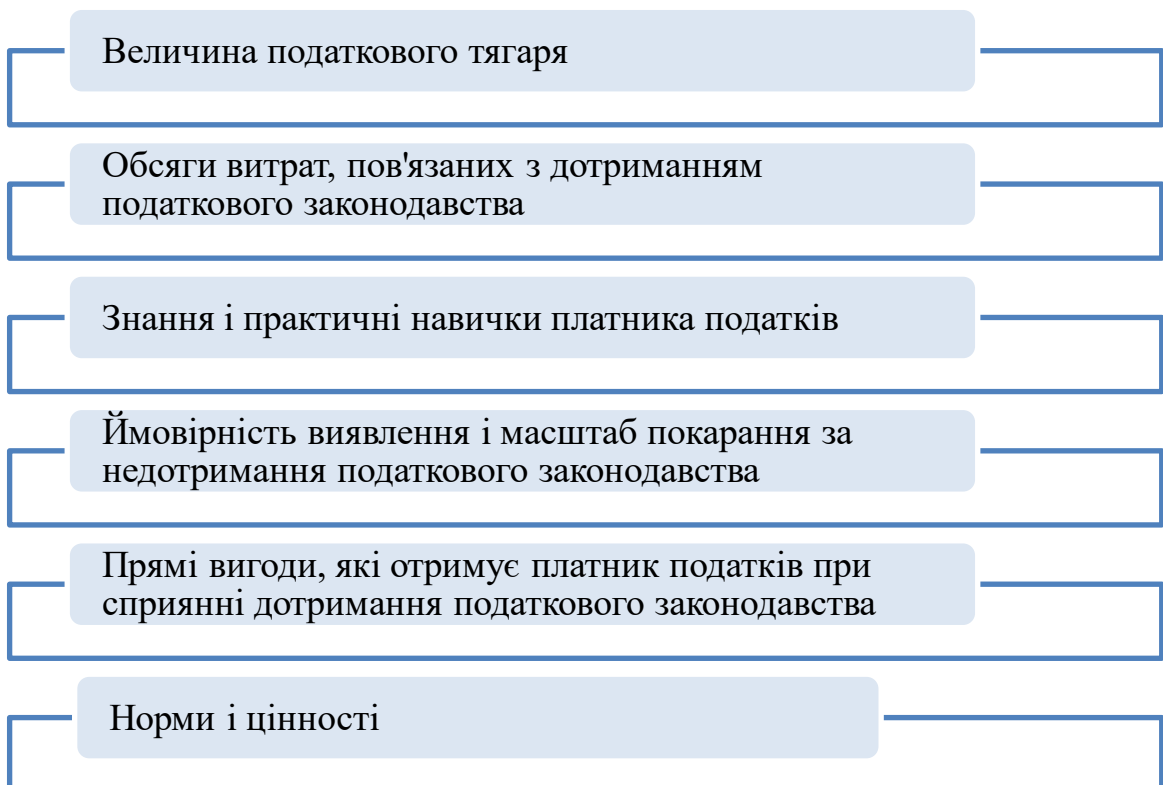 Величина податкового тягаря
Обсяги витрат, пов'язаних з дотриманням
податкового законодавства
Знання і практичні навички платника податків
Ймовірність виявлення і масштаб покарання за
недотримання податкового законодавства
Прямі вигоди, які отримує платник податків при
сприянні дотримання податкового законодавства
Норми і цінності